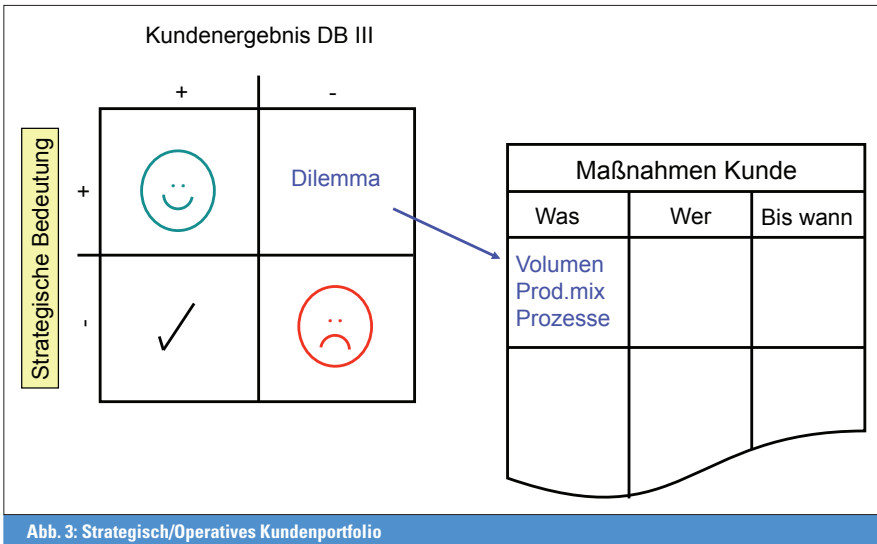 Kundenergebnis DB III
+ -
Strategische Bedeutung
+
Dilemma
-
Maßnahmen Kunde
Was Wer Bis wann
Volumen
Prod.mix
Prozesse
Abb. 3: Strategisch/Operatives Kundenportfolio